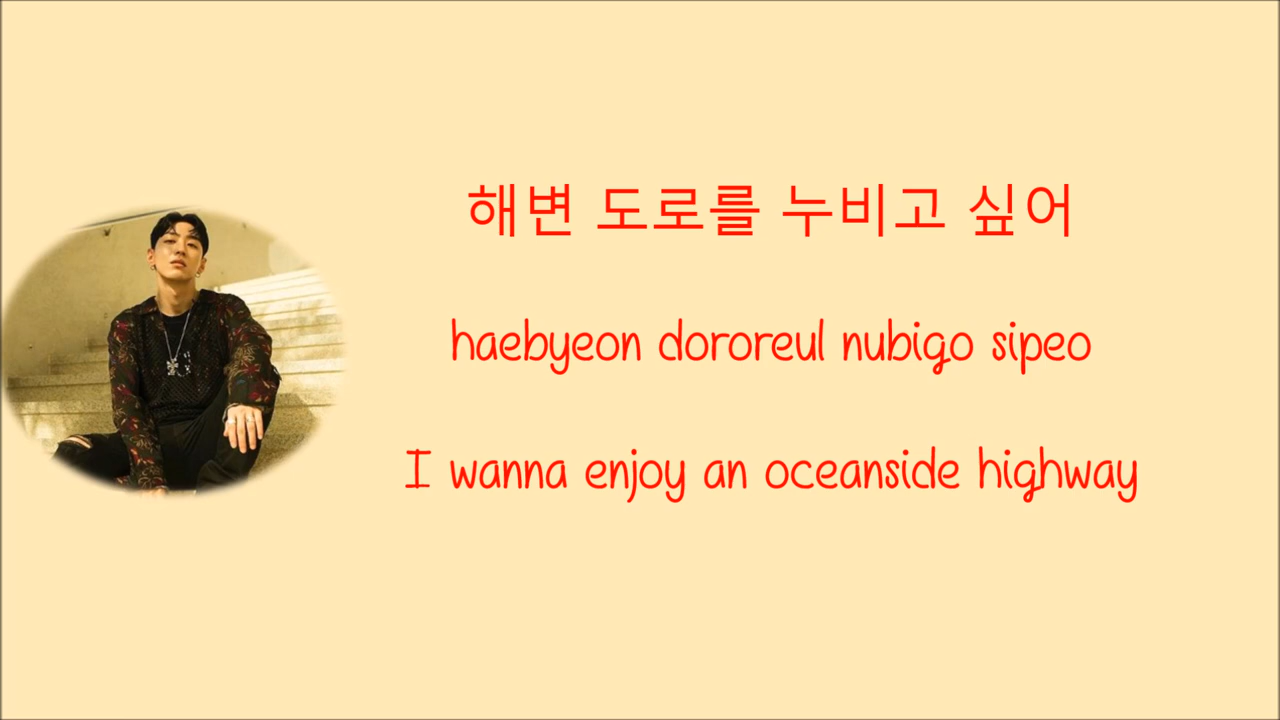 해변 도로를 누비고 싶어
haebyeon dororeul nubigo sipeo
I wanna enjoy an oceanside highway